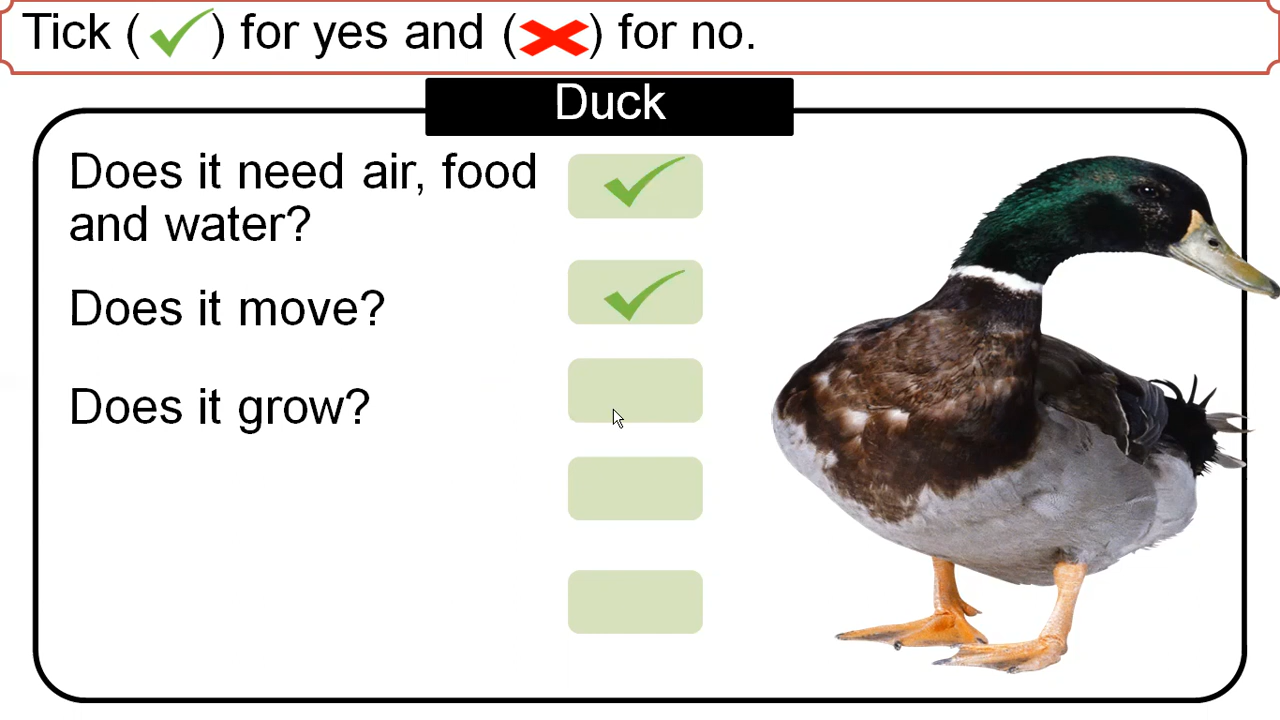 Tick ( ✓ ) for yes and ( ✗ ) for no.
Duck
Does it need air, food
and water?
Does it move?
Does it grow?